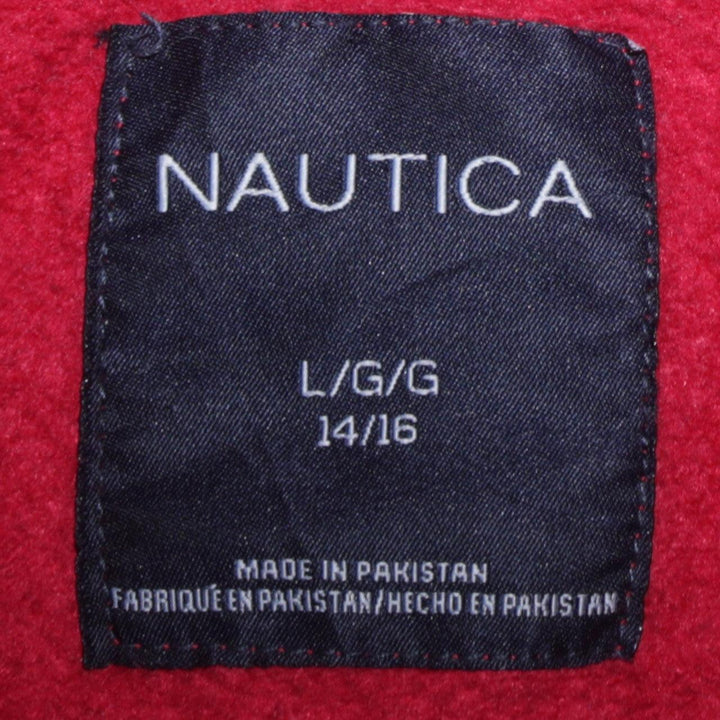 NAUTICA
L/G/G
14/16
MADE IN PAKISTAN
FABRIQUÉ EN PAKISTAN/HECHO EN PAKISTAN